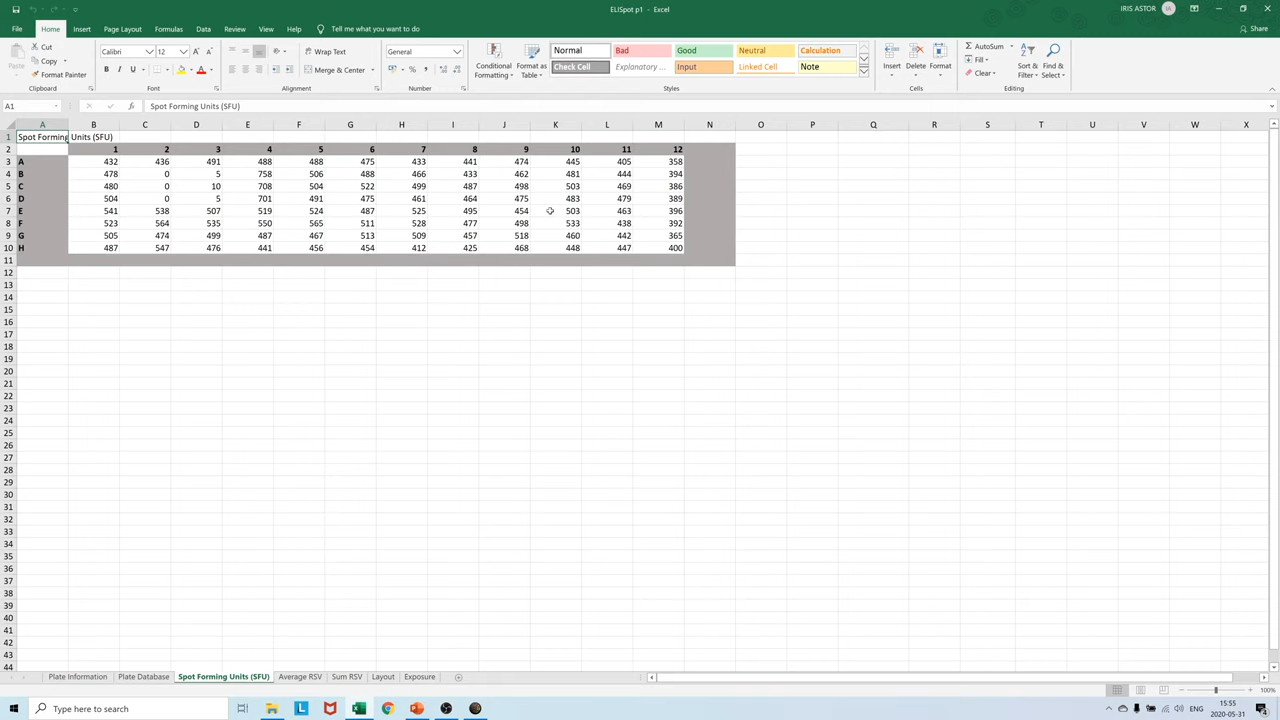 ELISpot p1 - Excel
IRIS ASTOR IA
File Home Insert Page Layout Formulas Data Review View Help Tell me what you want to do Share
Paste Cut Copy Format Painter Clipboard
Calibri 12 B I U Font
Wrap Text Merge & Center Alignment
General Number
Conditional Formatting Format as Table
Normal Bad Good Neutral Calculation
Check Cell Explanatory ... Input Linked Cell Note
Styles
Insert Delete Format Cells
AutoSum Fill Clear Sort & Filter Find & Select Editing
A1 fx Spot Forming Units (SFU)
A B C D E F G H I J K L M N O P Q R S T U V W X
1 Spot Forming Units (SFU)
2 1 2 3 4 5 6 7 8 9 10 11 12
3 A 432 436 491 488 488 475 433 441 474 445 405 358
4 B 478 0 5 758 506 488 466 433 462 481 444 394
5 C 480 0 10 708 504 522 499 487 498 503 469 386
6 D 504 0 5 701 491 475 461 464 475 483 479 389
7 E 541 538 507 519 524 487 525 495 454 503 463 396
8 F 523 564 535 550 565 511 528 477 498 533 438 392
9 G 505 474 499 487 467 513 509 457 518 460 442 365
10 H 487 547 476 441 456 454 412 425 468 448 447 400
11
12
13
14
15
16
17
18
19
20
21
22
23
24
25
26
27
28
29
30
31
32
33
34
35
36
37
38
39
40
41
42
43
44
Plate Information Plate Database Spot Forming Units (SFU) Average RSV Sum RSV Layout Exposure
100%
Type here to search
ENG 15:55
2020-05-31